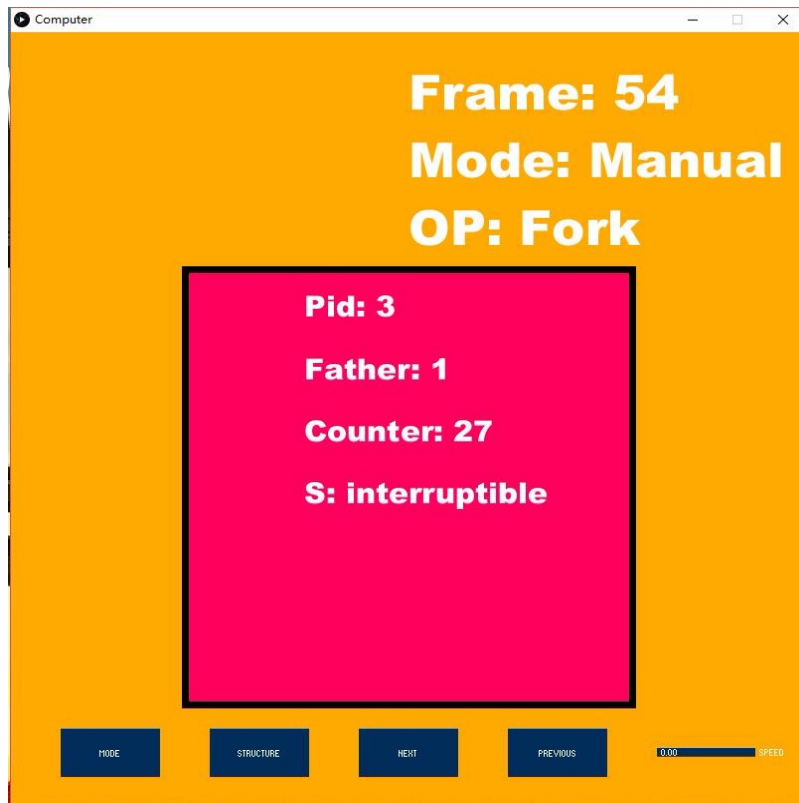 Computer
Frame: 54
Mode: Manual
OP: Fork
Pid: 3
Father: 1
Counter: 27
S: interruptible
MODE
STRUCTURE
NEXT
PREVIOUS
0.00 SPEED